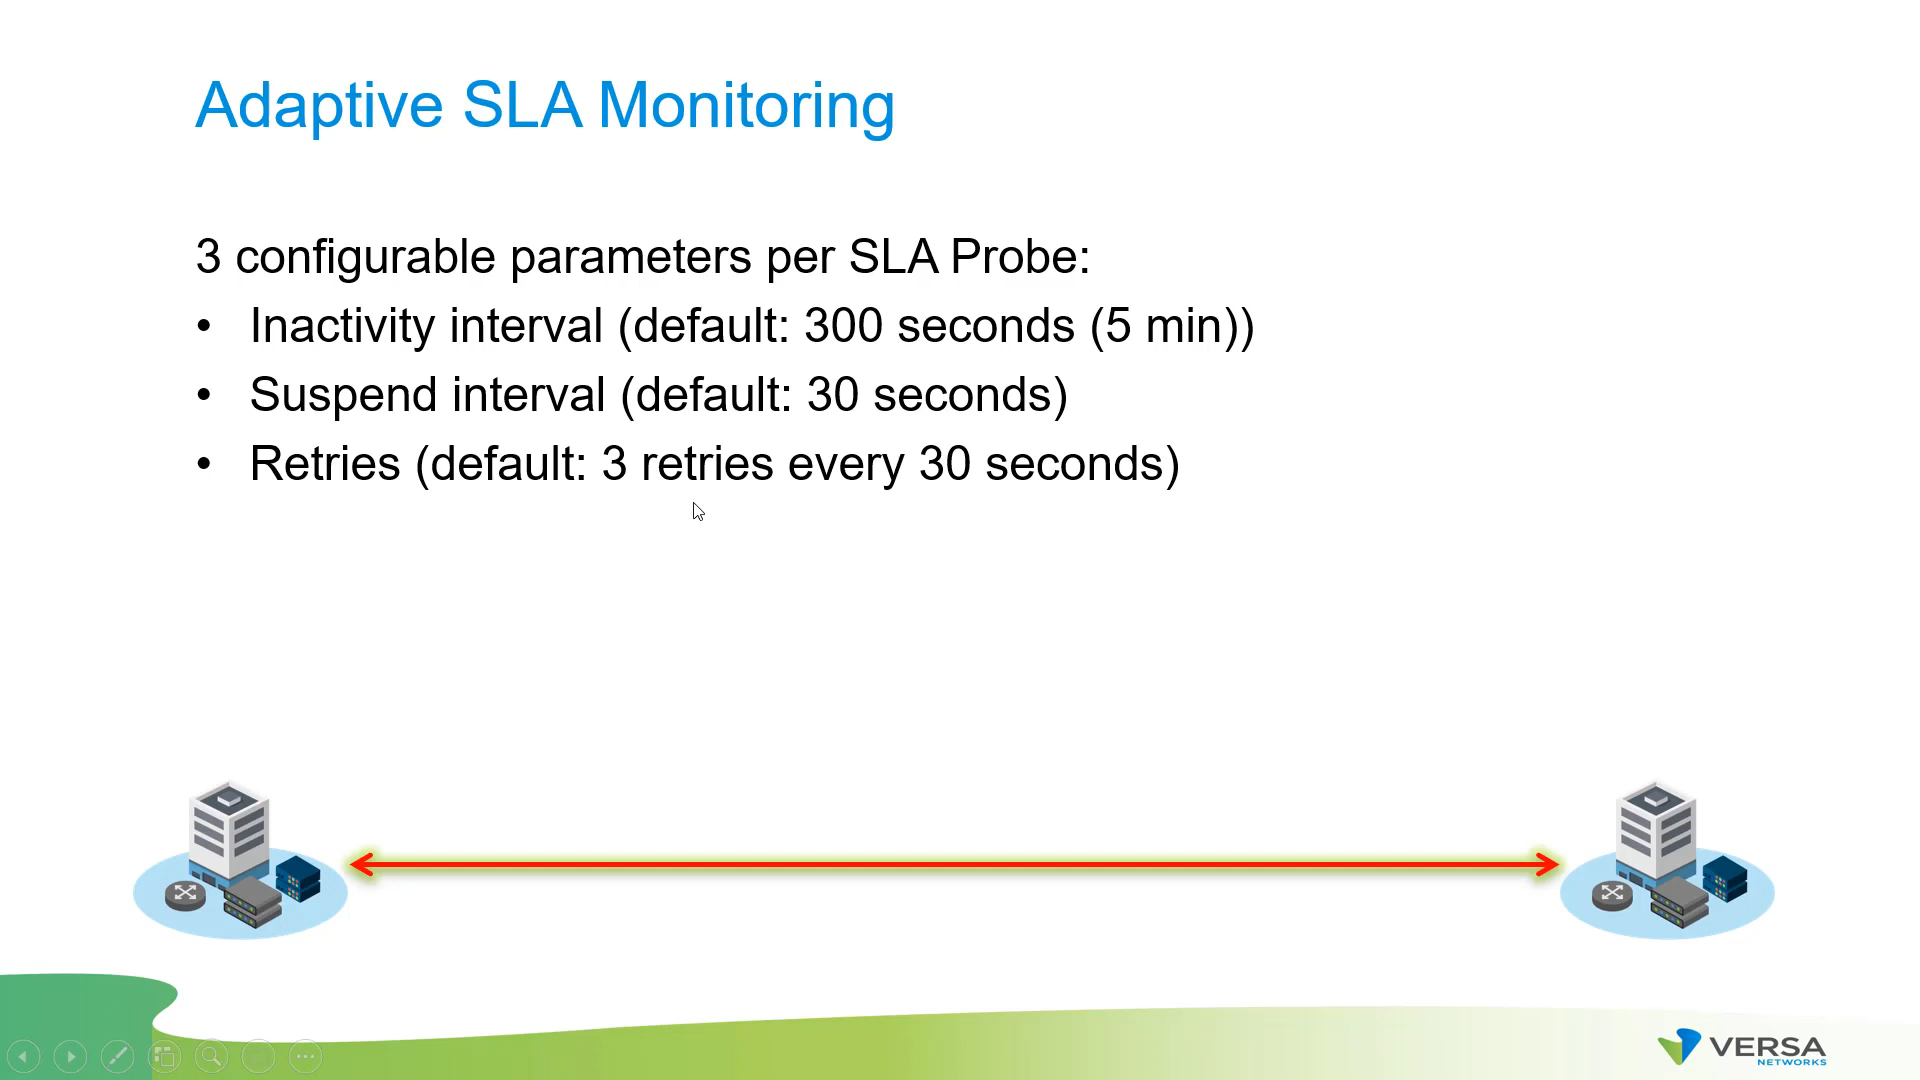 Adaptive SLA Monitoring
3 configurable parameters per SLA Probe:
• Inactivity interval (default: 300 seconds (5 min))
• Suspend interval (default: 30 seconds)
• Retries (default: 3 retries every 30 seconds)
VERSA
NETWORKS